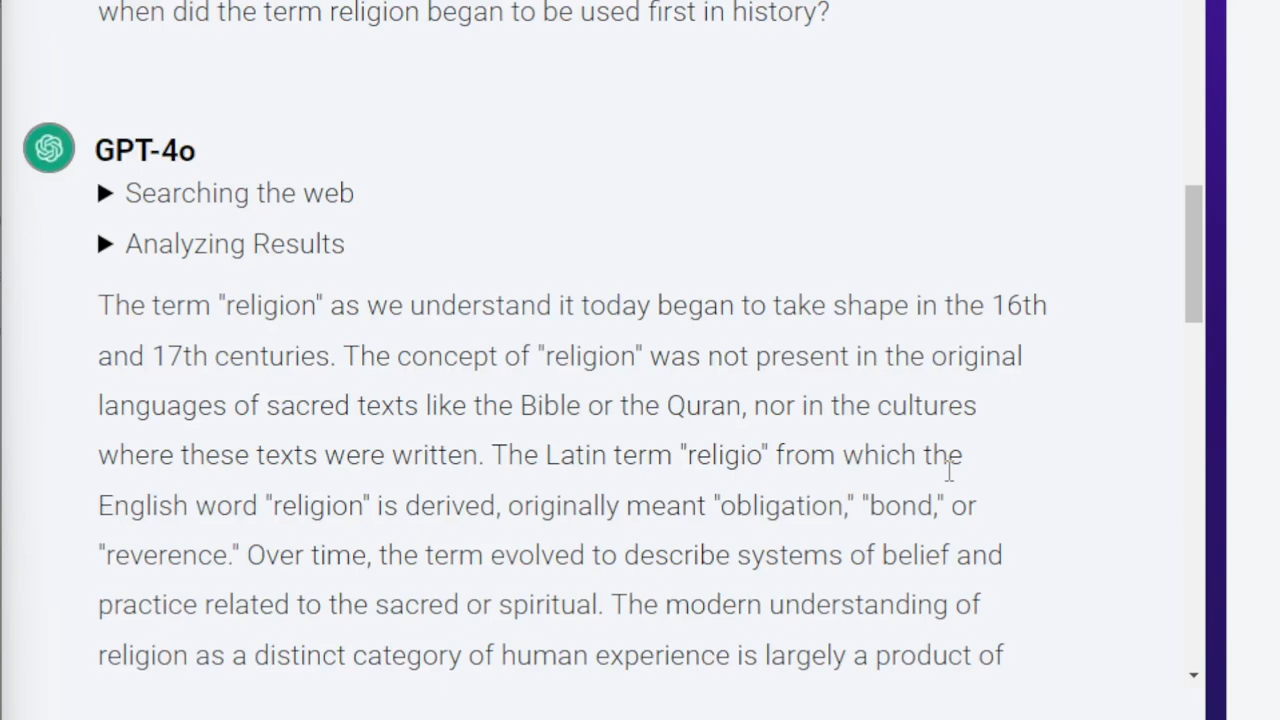 when did the term religion began to be used first in history?
GPT-4o
Searching the web
Analyzing Results
The term "religion" as we understand it today began to take shape in the 16th
and 17th centuries. The concept of "religion" was not present in the original
languages of sacred texts like the Bible or the Quran, nor in the cultures
where these texts were written. The Latin term "religio" from which the
English word "religion" is derived, originally meant "obligation," "bond," or
"reverence." Over time, the term evolved to describe systems of belief and
practice related to the sacred or spiritual. The modern understanding of
religion as a distinct category of human experience is largely a product of